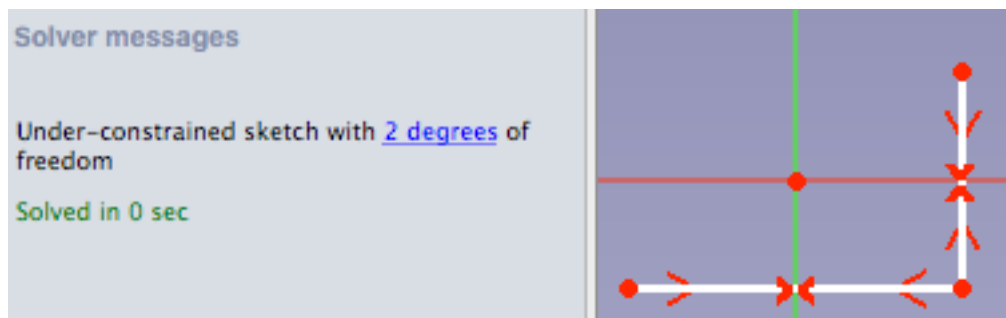 Solver messages
Under-constrained sketch with 2 degrees of
freedom
Solved in 0 sec